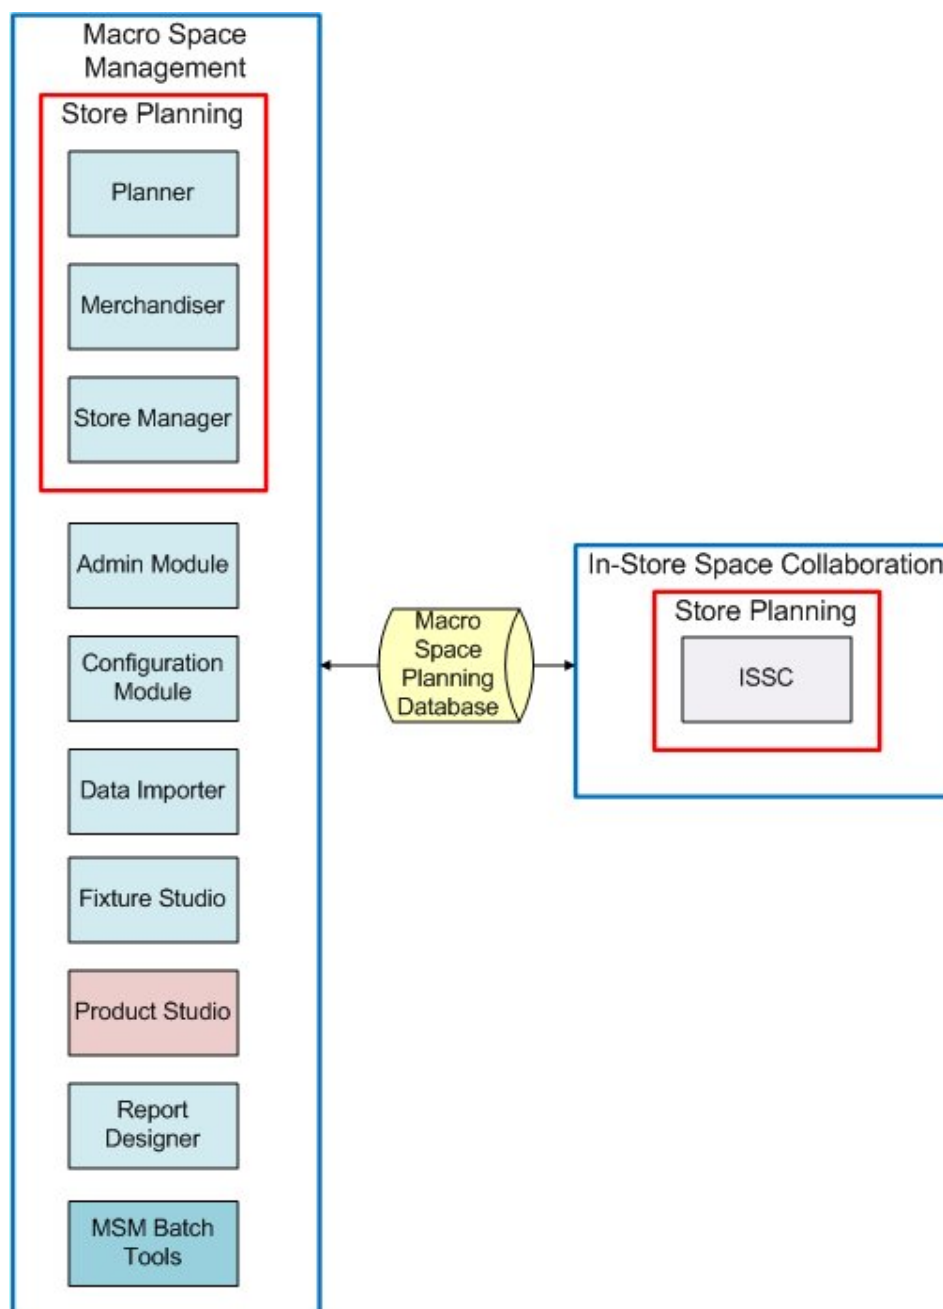 Macro Space
Management
Store Planning
Planner
Merchandiser
Store Manager
Admin Module
Configuration
Module
Data Importer
Fixture Studio
Product Studio
Report
Designer
MSM Batch
Tools
Macro
Space
Planning
Database
In-Store Space Collaboration
Store Planning
ISSC